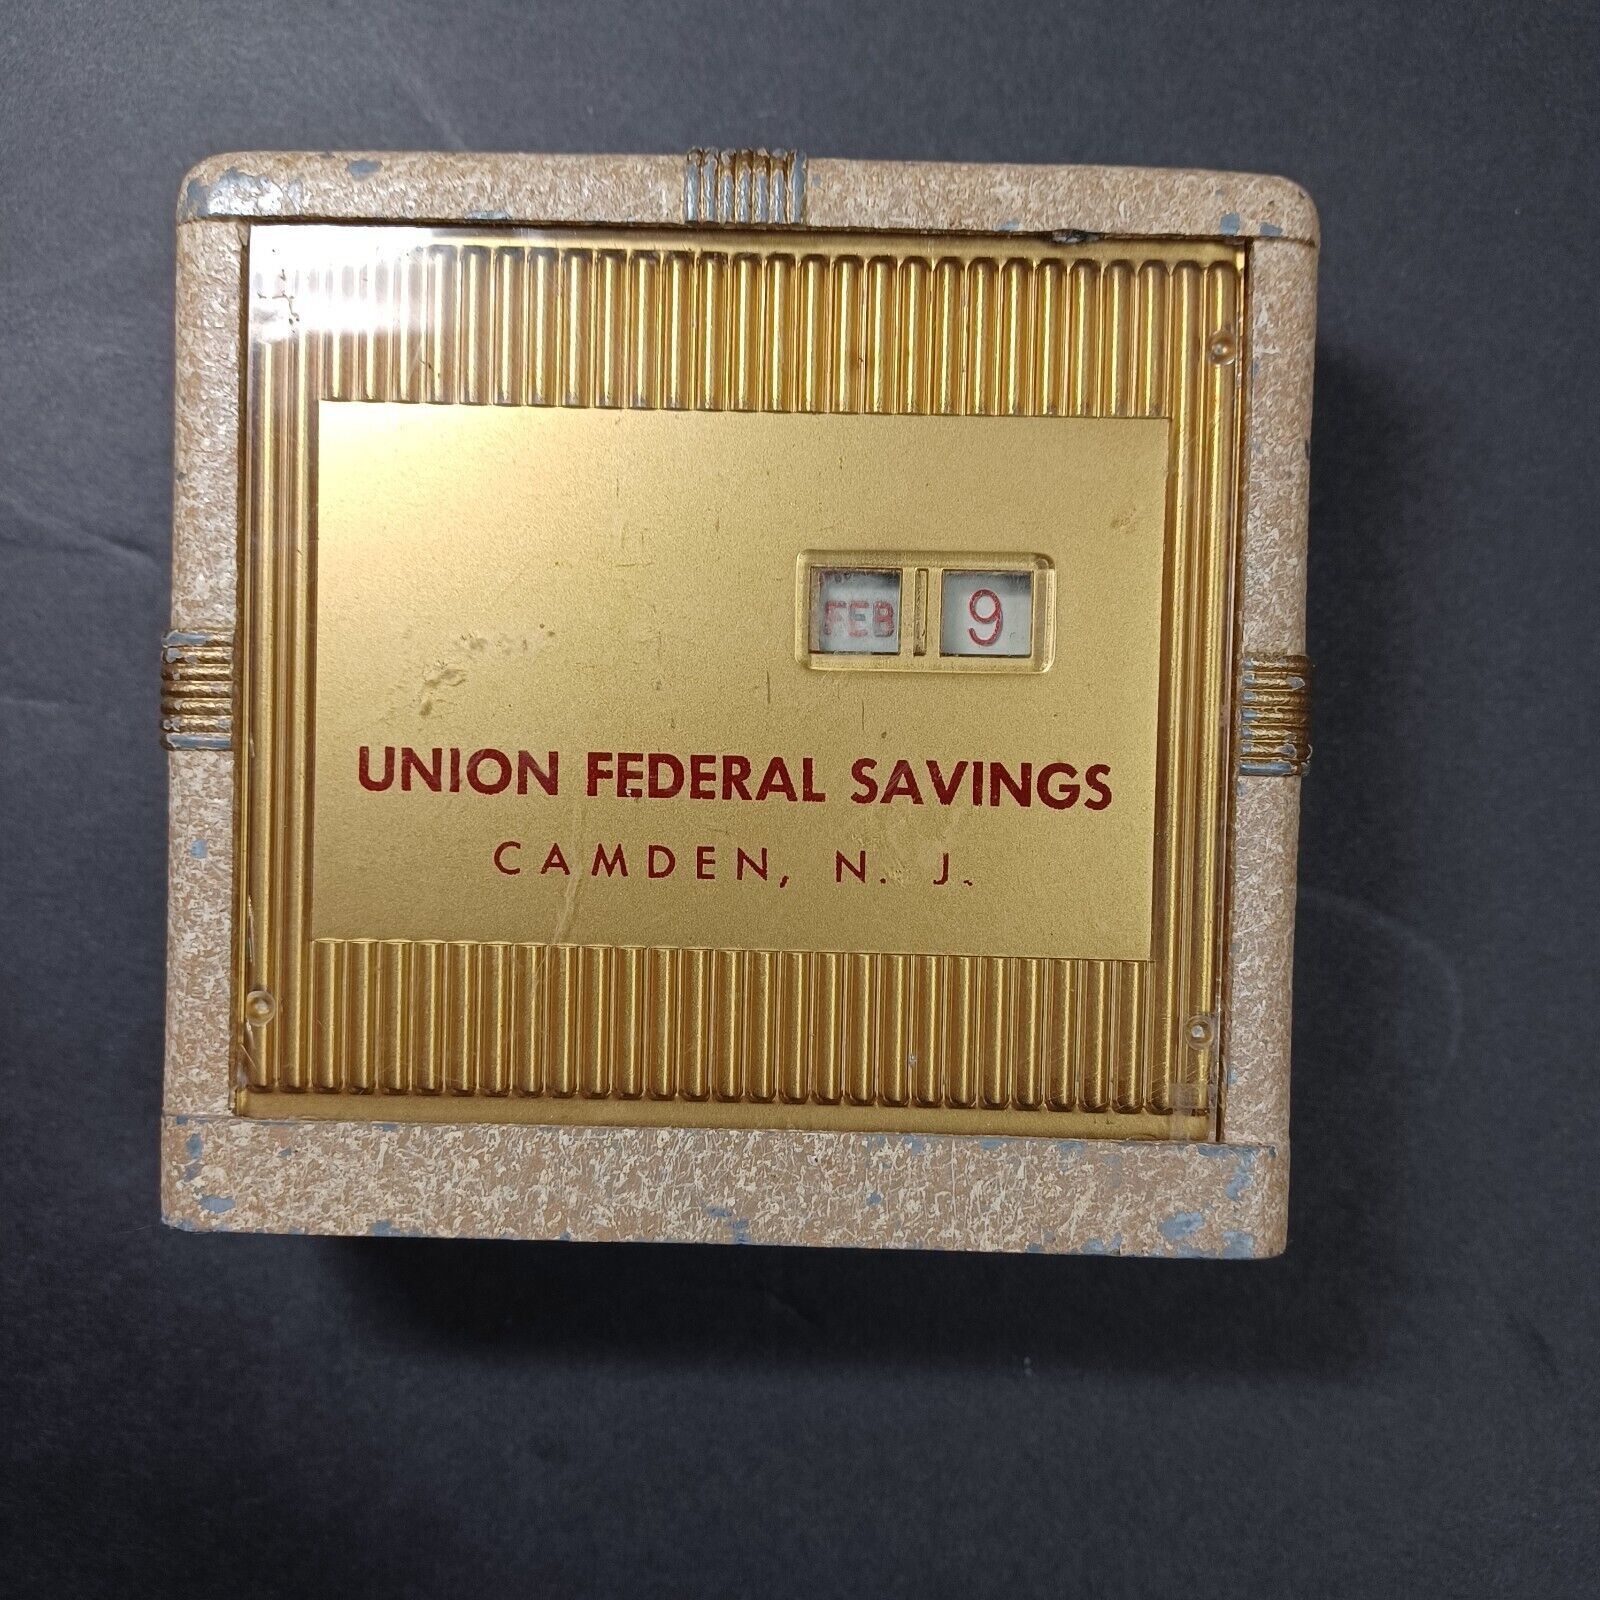 FEB 9
UNION FEDERAL SAVINGS
CAMDEN, N. J.